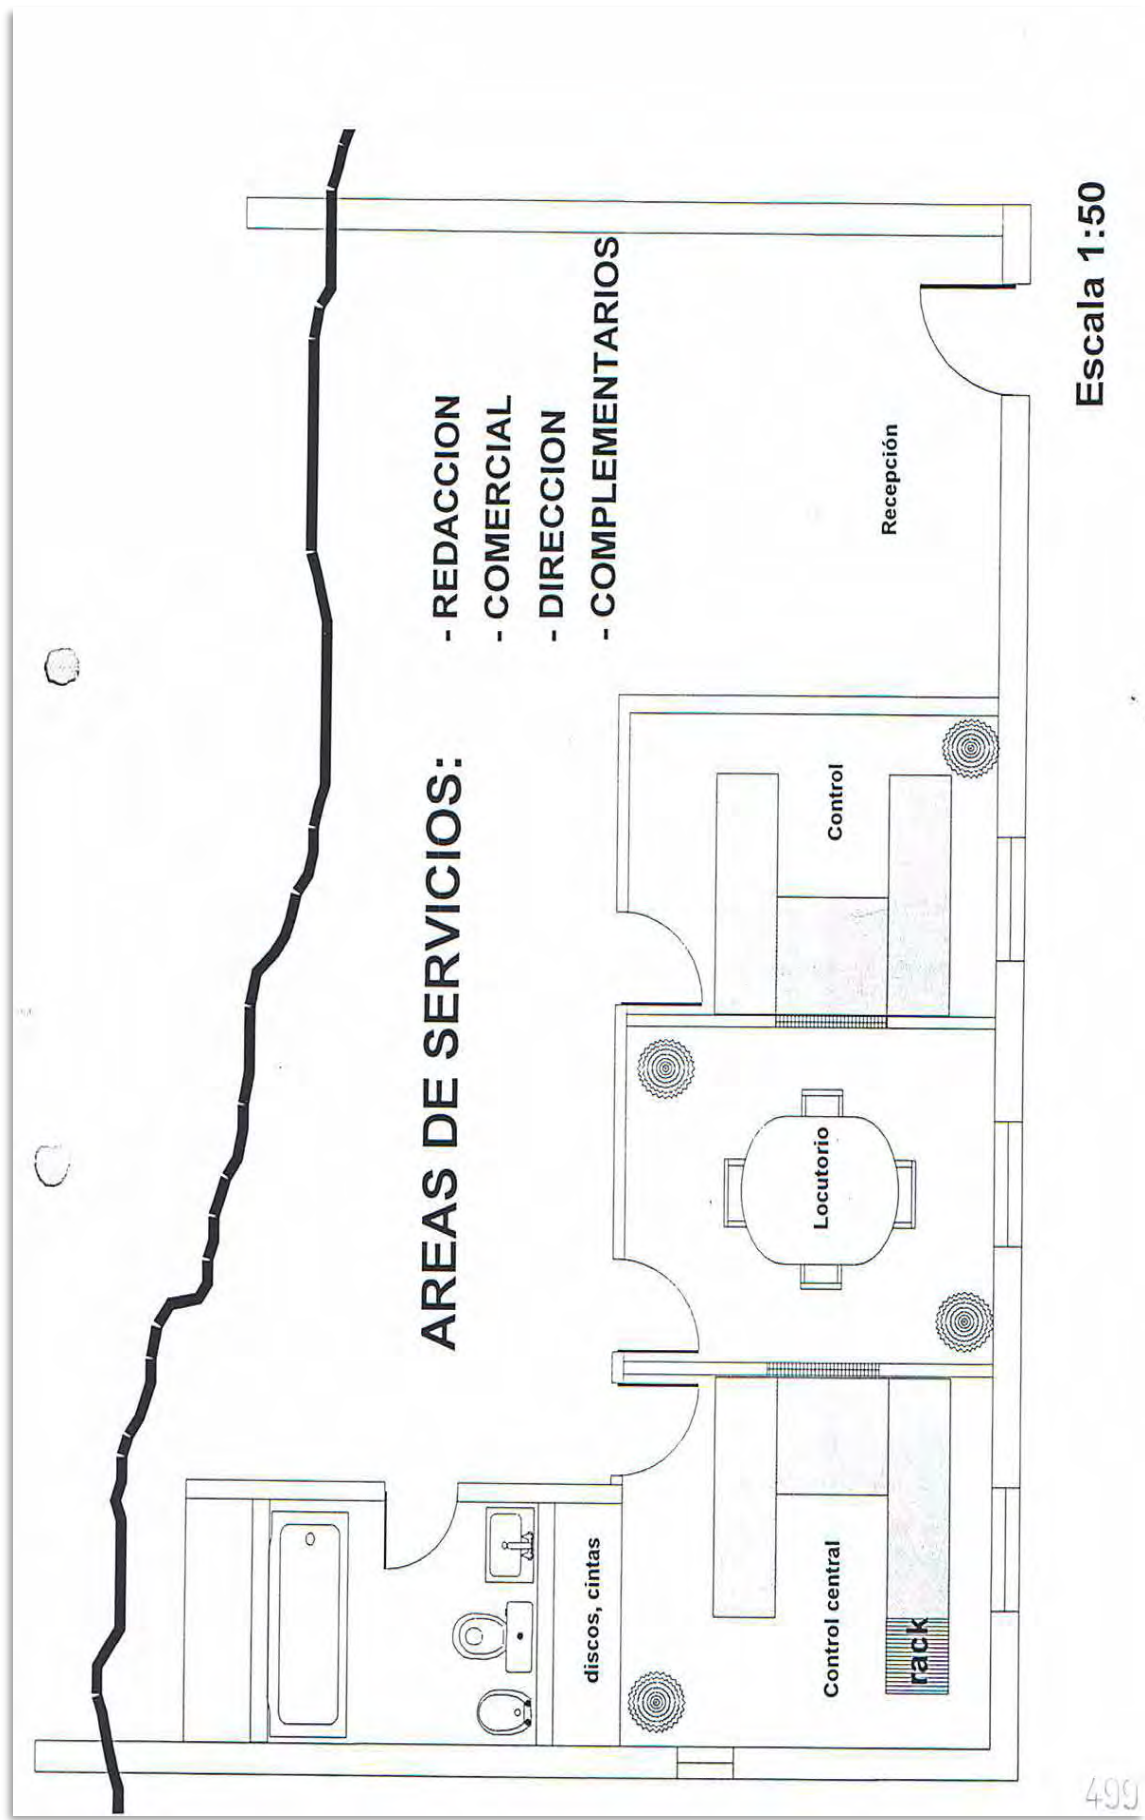 AREAS DE SERVICIOS:
- REDACCION
- COMERCIAL
- DIRECCION
- COMPLEMENTARIOS
discos, cintas
Control central
rack
Locutorio
Control
Recepción
Escala 1:50
499